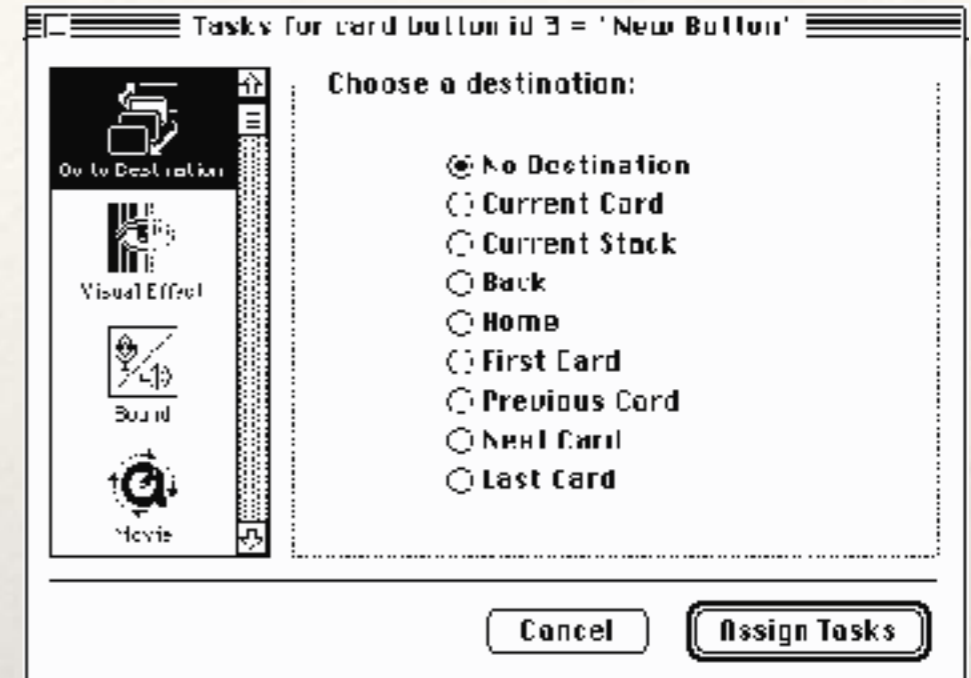 Tasks for card button id 3 = 'New Button'
Choose a destination:
Go to Destination
Visual Effect
Sound
Movie
No Destination
Current Card
Current Stack
Back
Home
First Card
Previous Card
Next Card
Last Card
Cancel
Assign Tasks